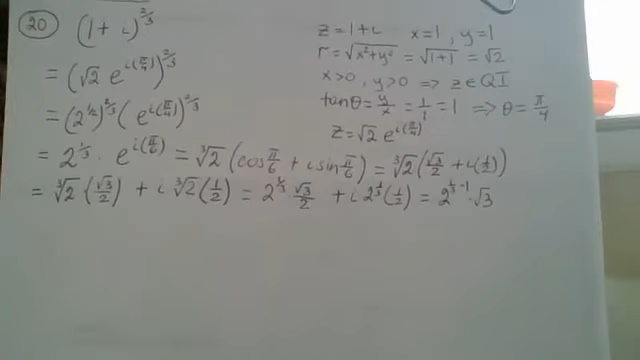 20 (1+i)^{2/3}
= (√2 e^{i(π/4)})^{2/3}
= (2^{1/2})^{2/3} (e^{i(π/4)})^{2/3}
= 2^{1/3} · e^{i(π/6)} = ∛2 (cos π/6 + i sin π/6) = ∛2 (√3/2 + i(1/2))
= ∛2 (√3/2) + i ∛2 (1/2) = 2^{1/3} · √3/2 + i 2^{1/3} (1/2) = 2^{1/3 -1} · √3
z = 1+i x=1, y=1
r = √(x²+y²) = √(1+1) = √2
x>0, y>0 ⇒ z ∈ QI
tanθ = y/x = 1/1 = 1 ⇒ θ = π/4
z = √2 e^{i(π/4)}